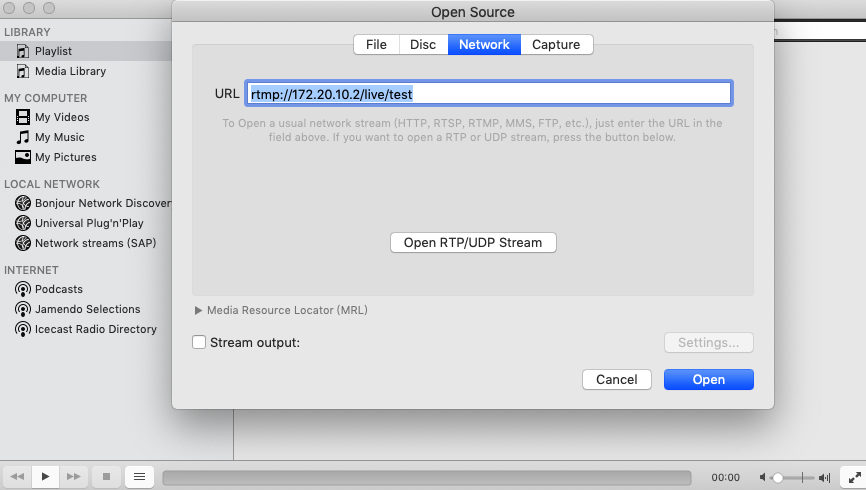 Open Source
LIBRARY
Playlist
Media Library
MY COMPUTER
My Videos
My Music
My Pictures
LOCAL NETWORK
Bonjour Network Discover
Universal Plug'n'Play
Network streams (SAP)
INTERNET
Podcasts
Jamendo Selections
Icecast Radio Directory
File Disc Network Capture
URL rtmp://172.20.10.2/live/test
To Open a usual network stream (HTTP, RTSP, RTMP, MMS, FTP, etc.), just enter the URL in the
field above. If you want to open a RTP or UDP stream, press the button below.
Open RTP/UDP Stream
Media Resource Locator (MRL)
Stream output: Settings...
Cancel Open
00:00